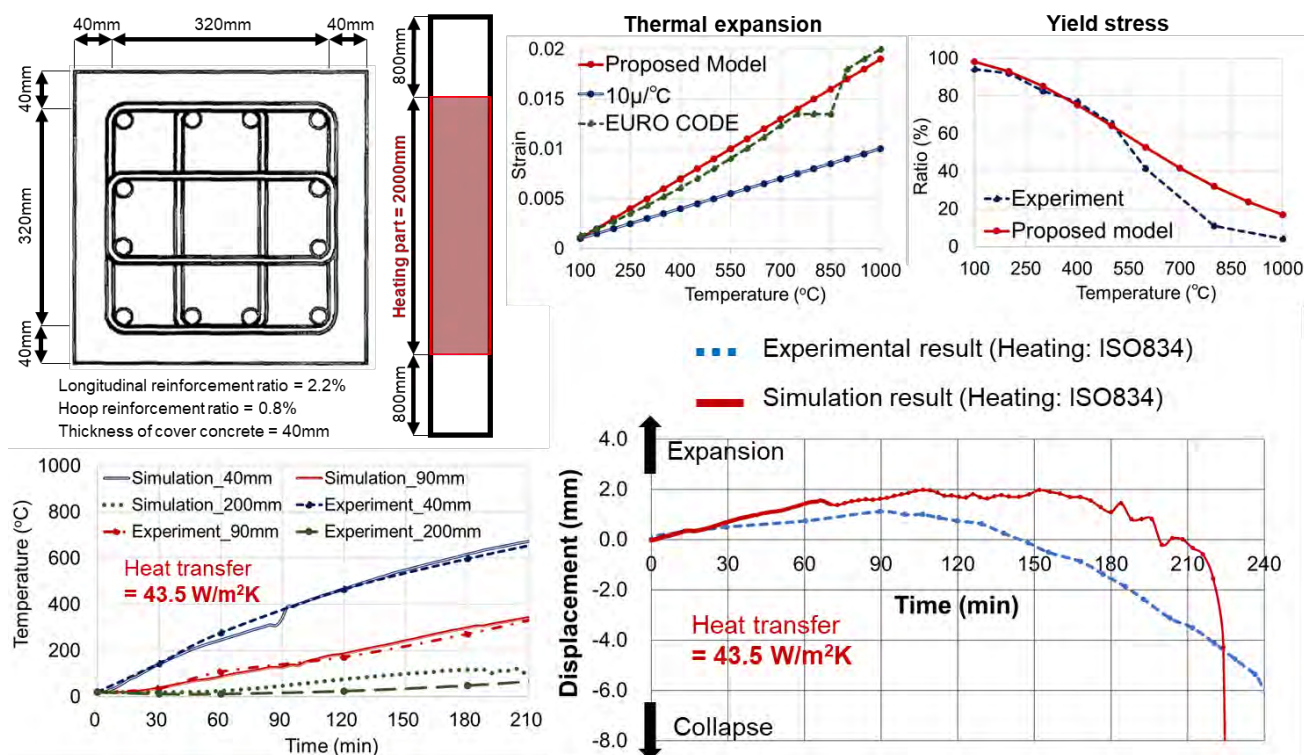 40mm
320mm
40mm
40mm
320mm
40mm
Longitudinal reinforcement ratio = 2.2%
Hoop reinforcement ratio = 0.8%
Thickness of cover concrete = 40mm
800mm
Heating part = 2000mm
800mm
Thermal expansion
0.02
0.015
0.01
0.005
0
Strain
Proposed Model
10μ/°C
EURO CODE
100 250 400 550 700 850 1000
Temperature (°C)
Yield stress
100
80
60
40
20
0
Ratio (%)
Experiment
Proposed model
100 200 300 400 500 600 700 800 1000
Temperature (°C)
1000
800
600
400
200
0
Temperature (°C)
Simulation_40mm
Simulation_90mm
Simulation_200mm
Experiment_40mm
Experiment_90mm
Experiment_200mm
Heat transfer
= 43.5 W/m²K
0 30 60 90 120 150 180 210
Time (min)
Experimental result (Heating: ISO834)
Simulation result (Heating: ISO834)
4.0
2.0
0.0
-2.0
-4.0
-6.0
-8.0
Displacement (mm)
Expansion
0 30 60 90 120 150 180 210 240
Time (min)
Heat transfer
= 43.5 W/m²K
Collapse